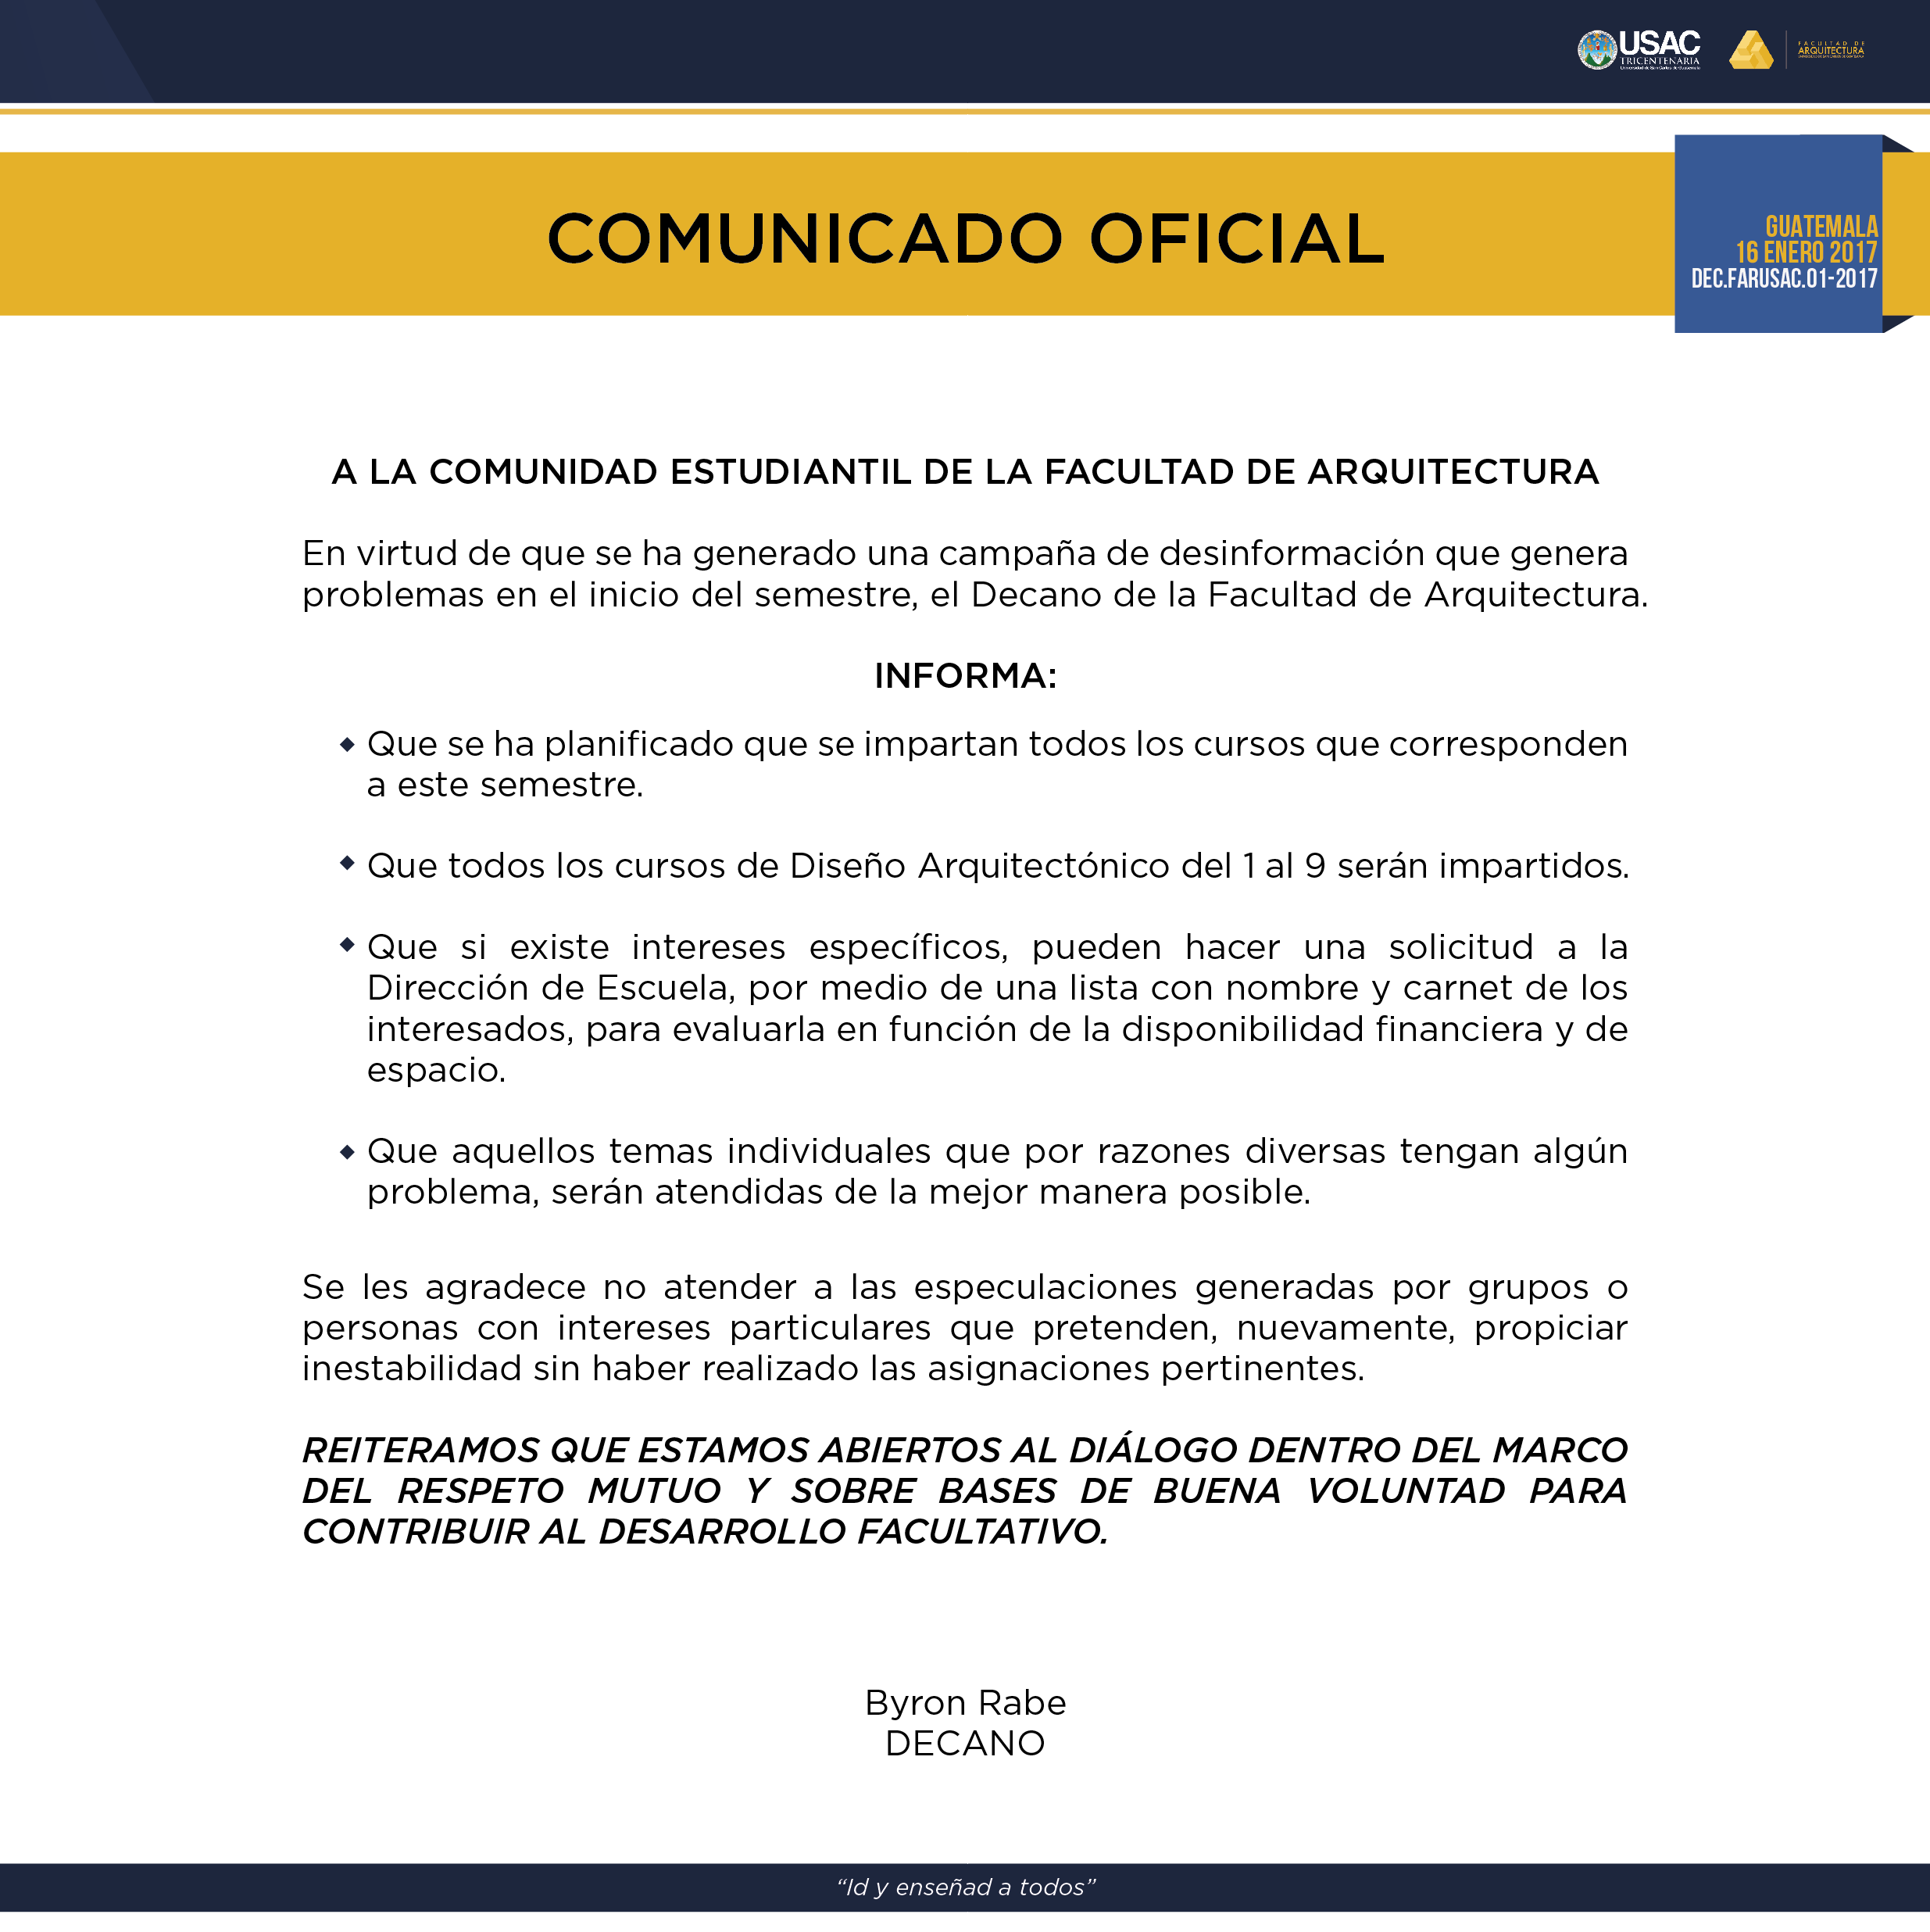 USAC
TRICENTENARIA
Universidad de San Carlos de Guatemala
FACULTAD DE
ARQUITECTURA
COMUNICADO OFICIAL
GUATEMALA
16 ENERO 2017
DEC.FARUSAC.01-2017
A LA COMUNIDAD ESTUDIANTIL DE LA FACULTAD DE ARQUITECTURA
En virtud de que se ha generado una campaña de desinformación que genera
problemas en el inicio del semestre, el Decano de la Facultad de Arquitectura.
INFORMA:
◆ Que se ha planificado que se impartan todos los cursos que corresponden
a este semestre.
◆ Que todos los cursos de Diseño Arquitectónico del 1 al 9 serán impartidos.
◆ Que si existe intereses específicos, pueden hacer una solicitud a la
Dirección de Escuela, por medio de una lista con nombre y carnet de los
interesados, para evaluarla en función de la disponibilidad financiera y de
espacio.
◆ Que aquellos temas individuales que por razones diversas tengan algún
problema, serán atendidas de la mejor manera posible.
Se les agradece no atender a las especulaciones generadas por grupos o
personas con intereses particulares que pretenden, nuevamente, propiciar
inestabilidad sin haber realizado las asignaciones pertinentes.
REITERAMOS QUE ESTAMOS ABIERTOS AL DIÁLOGO DENTRO DEL MARCO
DEL RESPETO MUTUO Y SOBRE BASES DE BUENA VOLUNTAD PARA
CONTRIBUIR AL DESARROLLO FACULTATIVO.
Byron Rabe
DECANO
“Id y enseñad a todos”